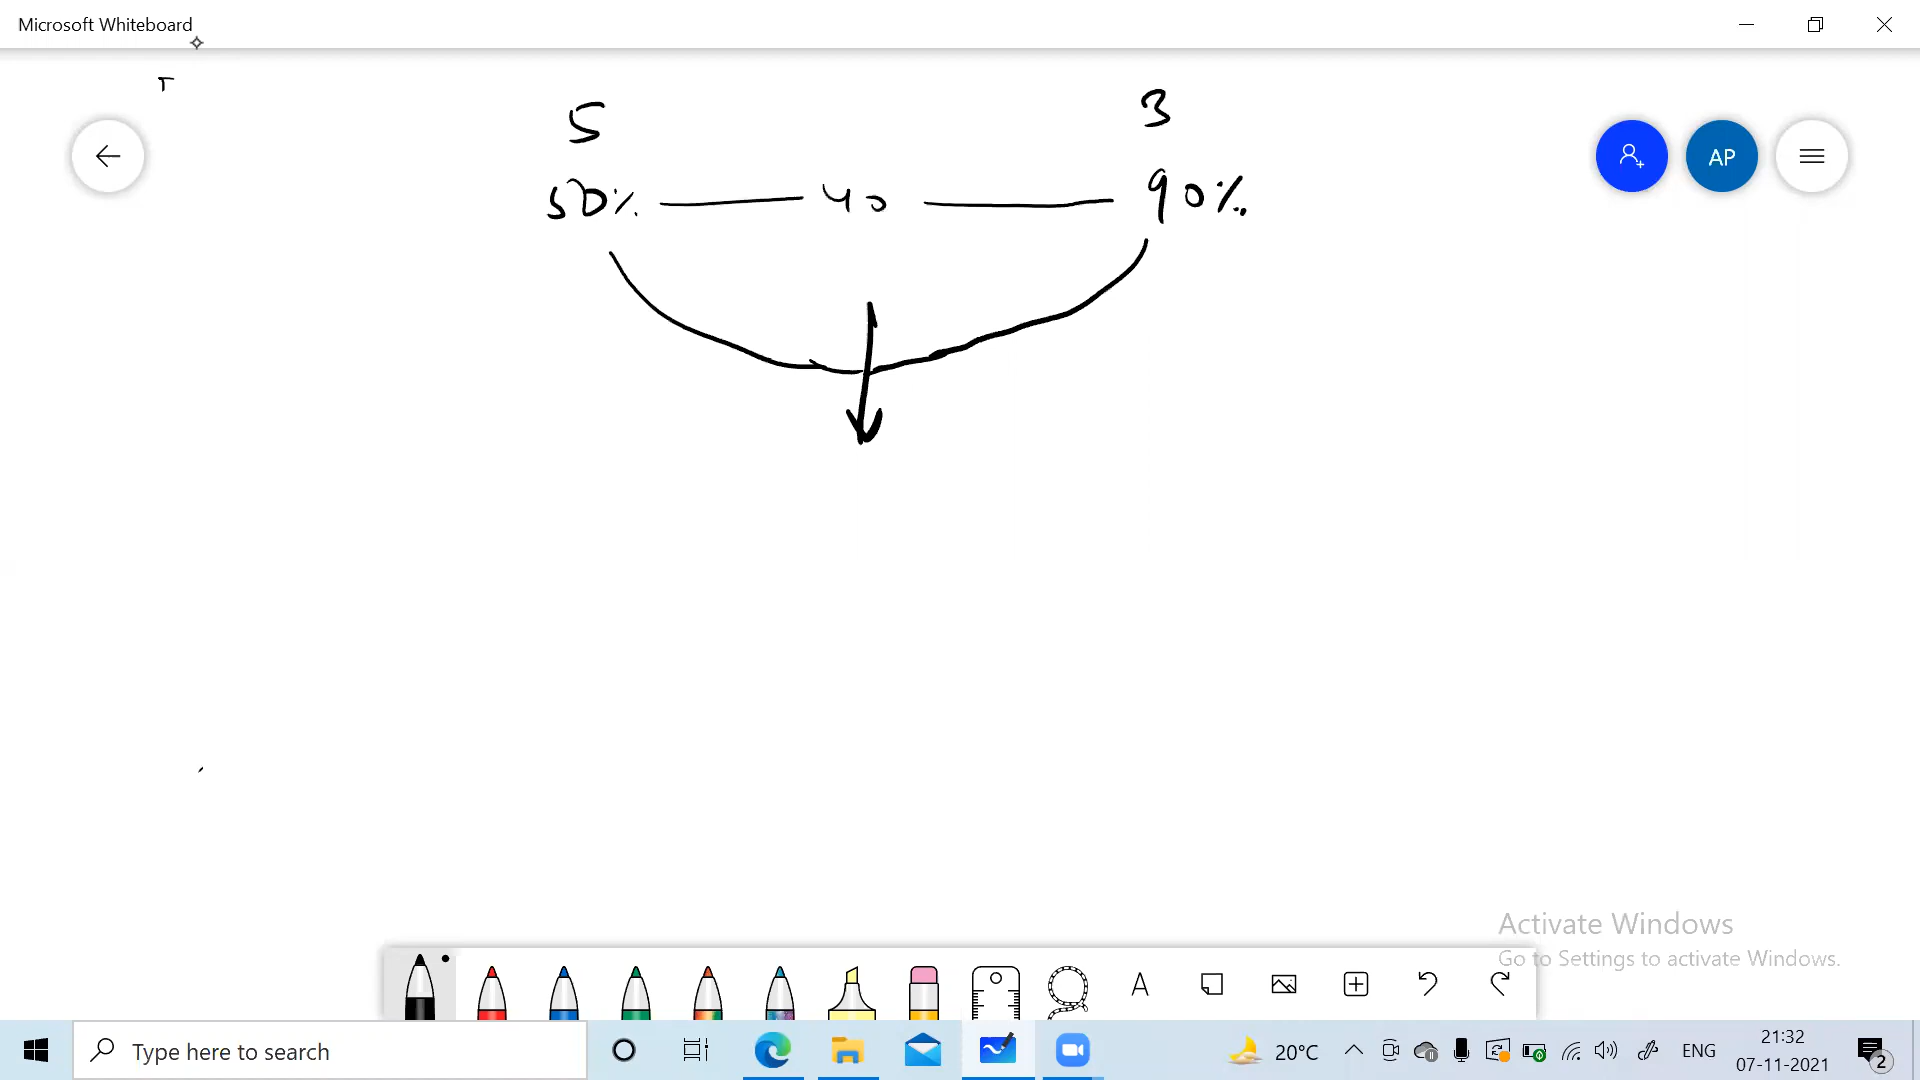 Microsoft Whiteboard
5 3
50% — 40 — 90%
AP
Activate Windows
Go to Settings to activate Windows.
A
Type here to search
20°C
ENG
21:32
07-11-2021
2